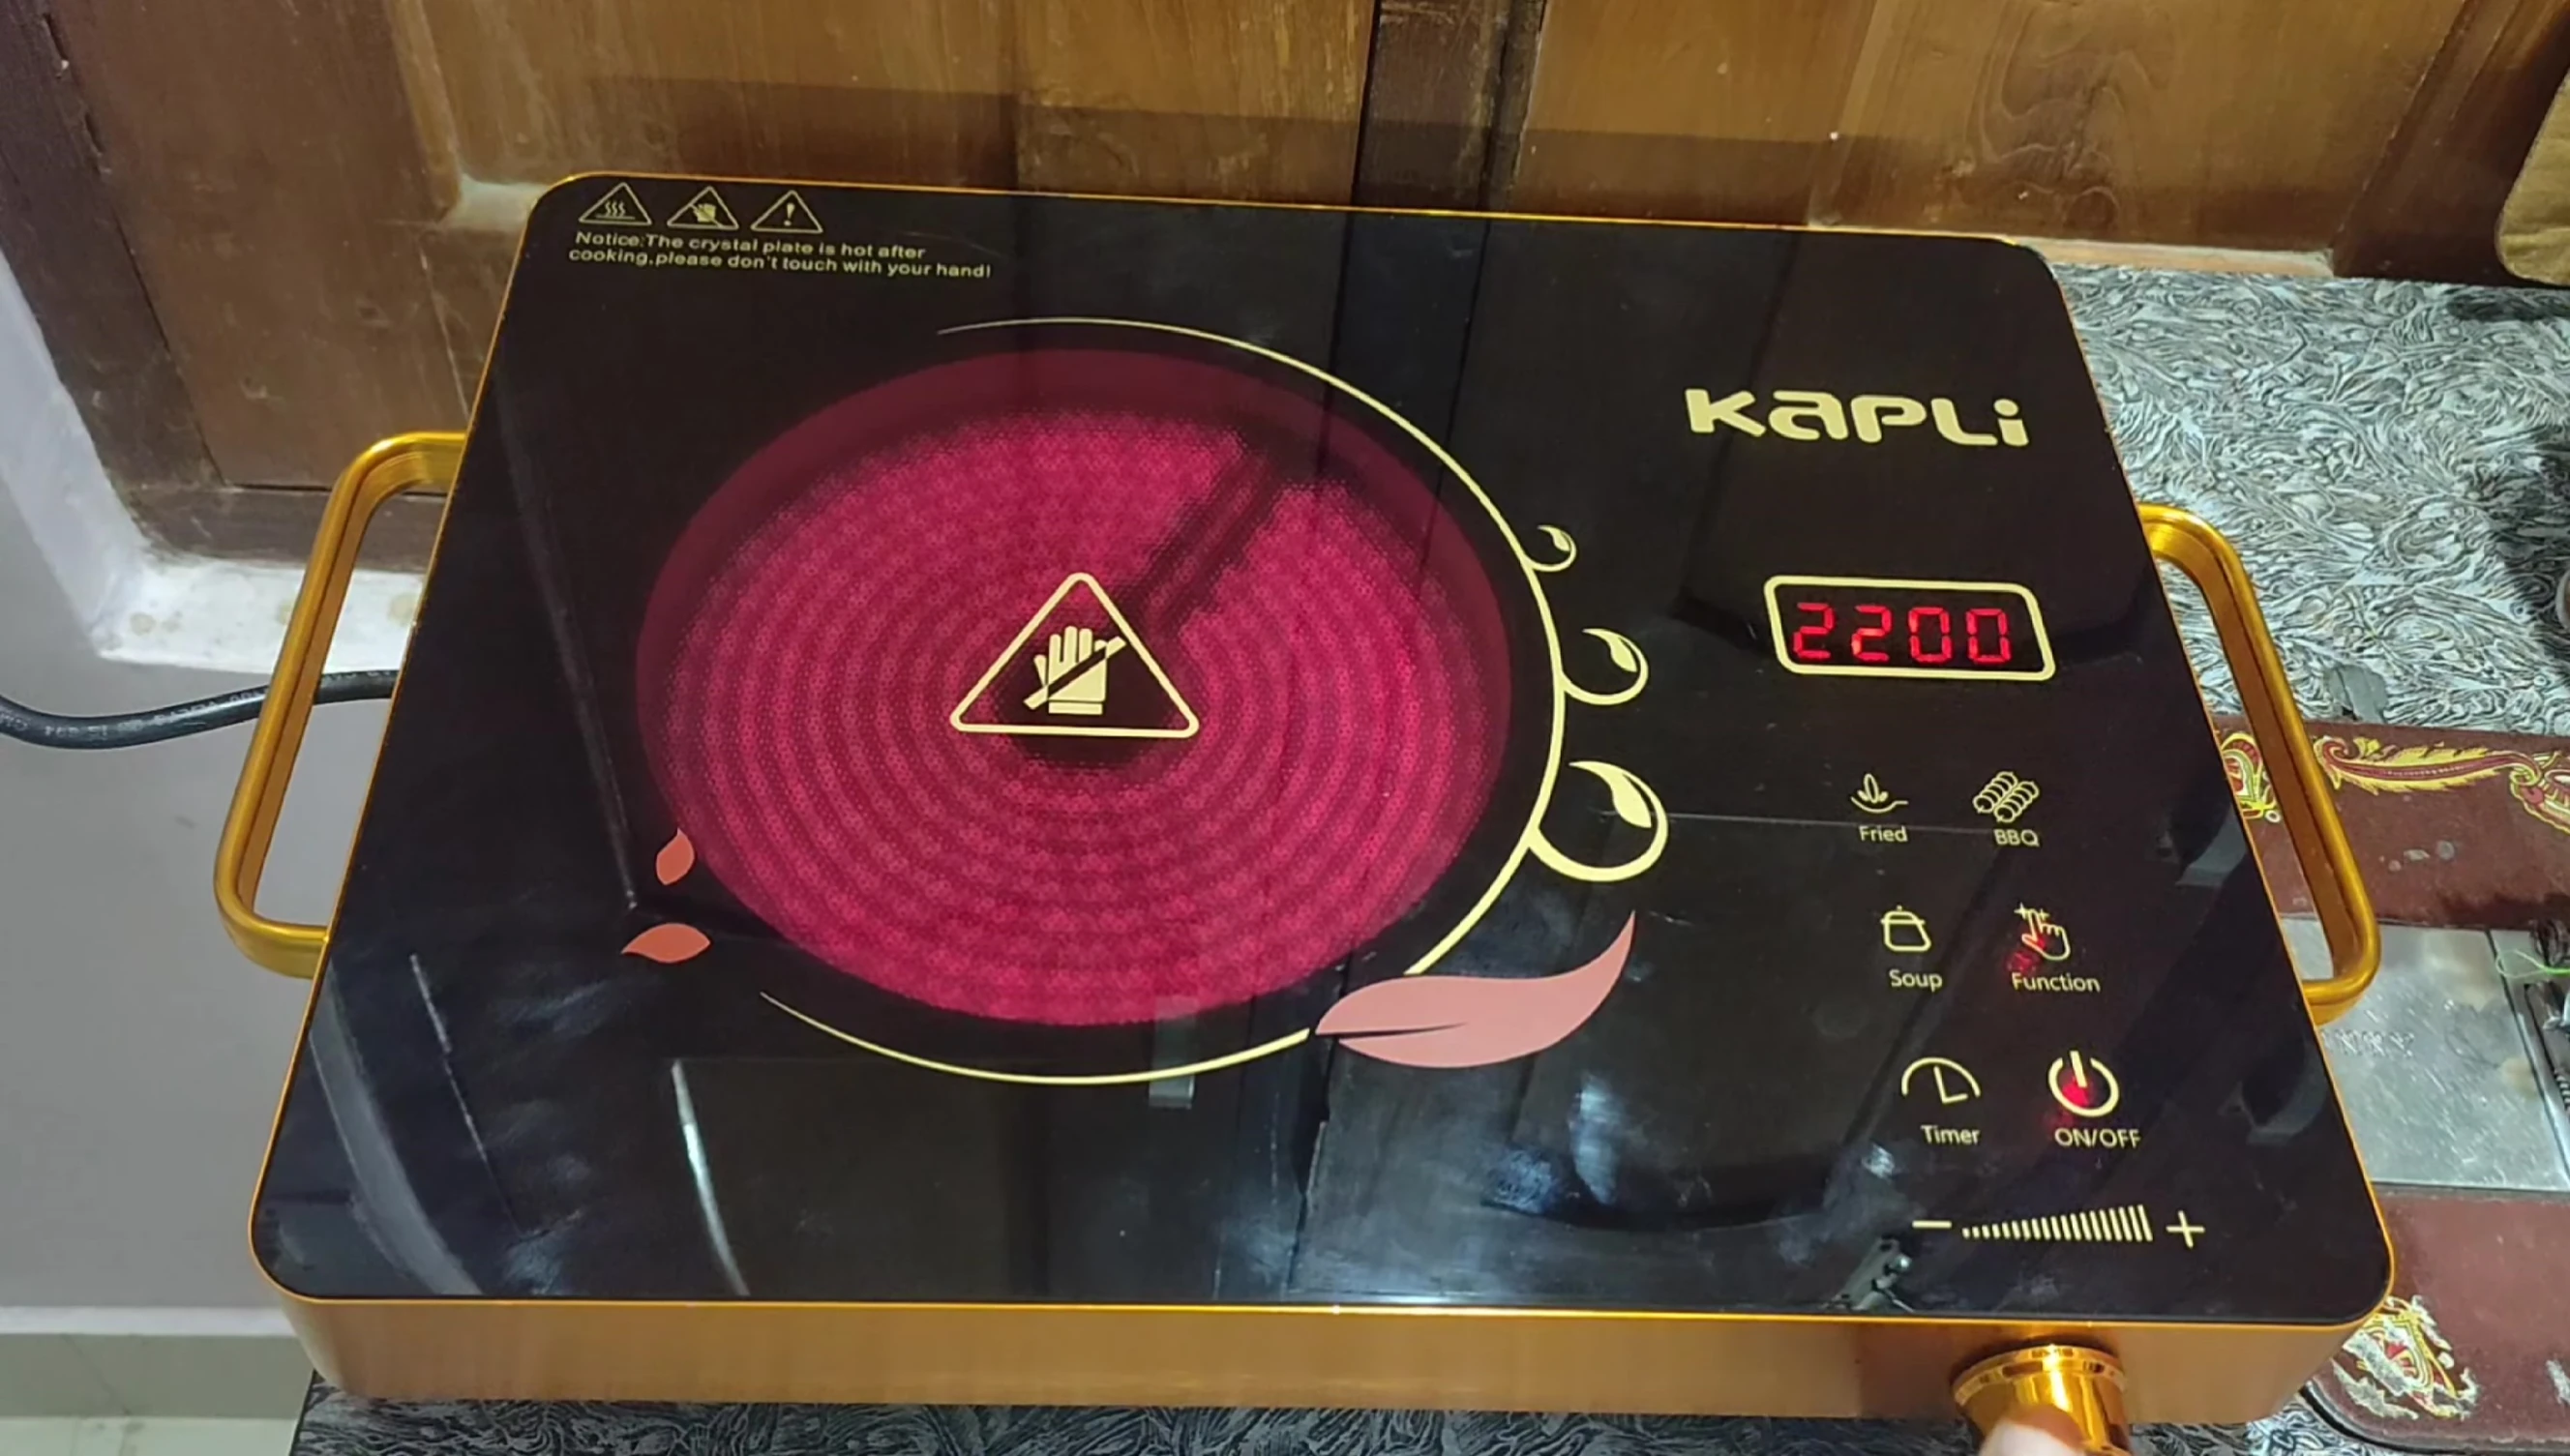 Notice:The crystal plate is hot after
cooking,please don't touch with your hand!
KaPLi
2200
Fried BBQ
Soup Function
Timer ON/OFF
− +